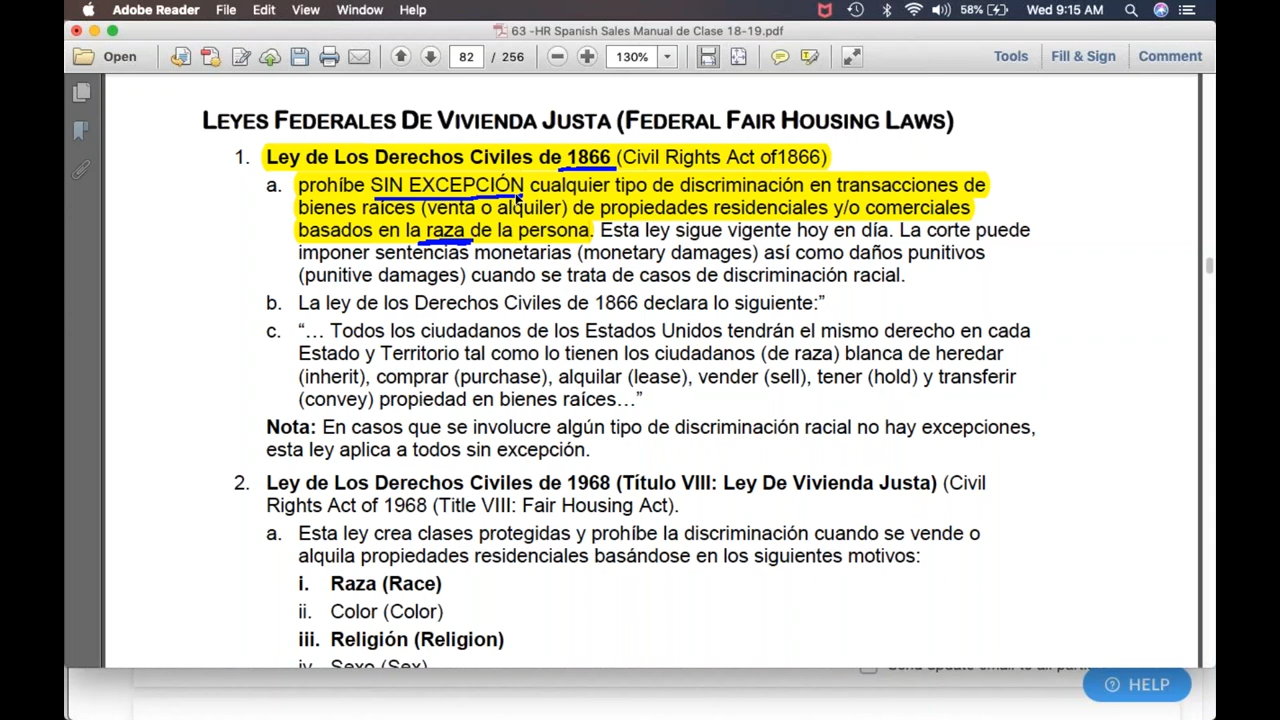 Adobe Reader File Edit View Window Help 58% Wed 9:15 AM
63 -HR Spanish Sales Manual de Clase 18-19.pdf
Open 82 / 256 130% Tools Fill & Sign Comment
LEYES FEDERALES DE VIVIENDA JUSTA (FEDERAL FAIR HOUSING LAWS)
1. Ley de Los Derechos Civiles de 1866 (Civil Rights Act of1866)
a. prohíbe SIN EXCEPCIÓN cualquier tipo de discriminación en transacciones de
bienes raíces (venta o alquiler) de propiedades residenciales y/o comerciales
basados en la raza de la persona. Esta ley sigue vigente hoy en día. La corte puede
imponer sentencias monetarias (monetary damages) así como daños punitivos
(punitive damages) cuando se trata de casos de discriminación racial.
b. La ley de los Derechos Civiles de 1866 declara lo siguiente:”
c. “… Todos los ciudadanos de los Estados Unidos tendrán el mismo derecho en cada
Estado y Territorio tal como lo tienen los ciudadanos (de raza) blanca de heredar
(inherit), comprar (purchase), alquilar (lease), vender (sell), tener (hold) y transferir
(convey) propiedad en bienes raíces…”
Nota: En casos que se involucre algún tipo de discriminación racial no hay excepciones,
esta ley aplica a todos sin excepción.
2. Ley de Los Derechos Civiles de 1968 (Título VIII: Ley De Vivienda Justa) (Civil
Rights Act of 1968 (Title VIII: Fair Housing Act).
a. Esta ley crea clases protegidas y prohíbe la discriminación cuando se vende o
alquila propiedades residenciales basándose en los siguientes motivos:
i. Raza (Race)
ii. Color (Color)
iii. Religión (Religion)
iv. Sexo (Sex)
Send update email to all
HELP